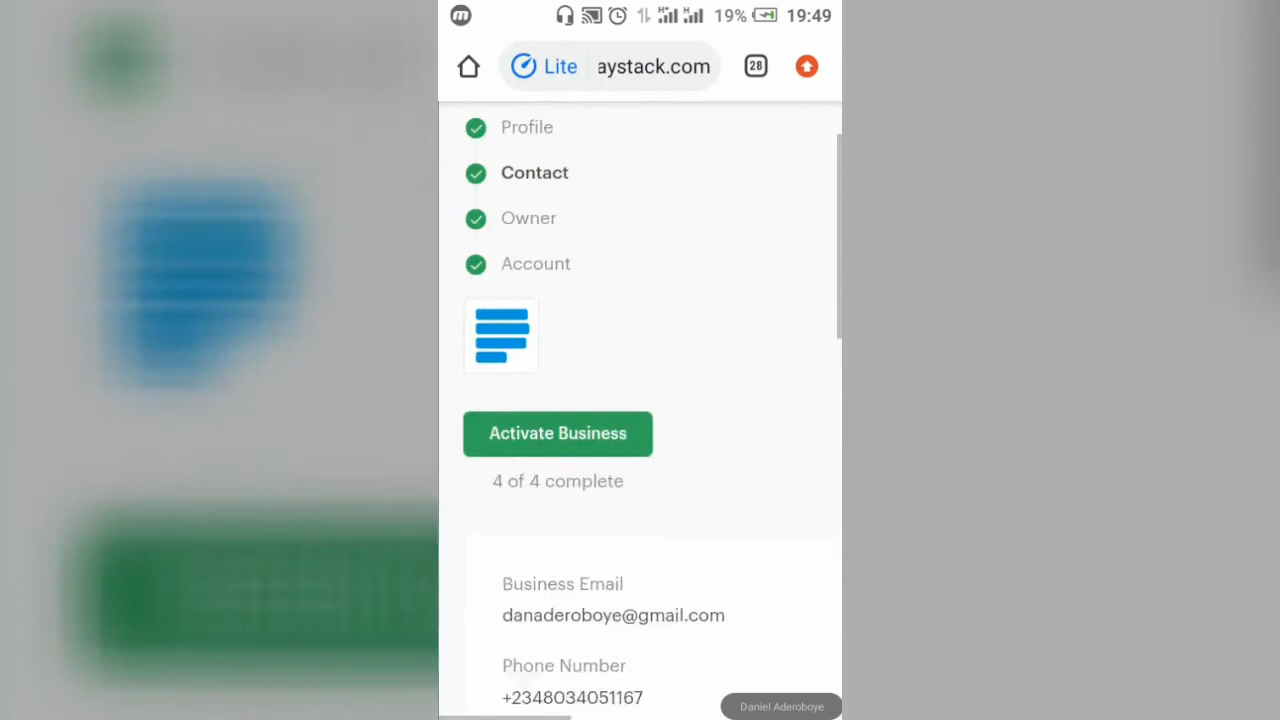 19% 19:49
Lite aystack.com 28
Profile
Contact
Owner
Account
Activate Business
4 of 4 complete
Business Email
danaderoboye@gmail.com
Phone Number
+2348034051167
Daniel Aderoboye